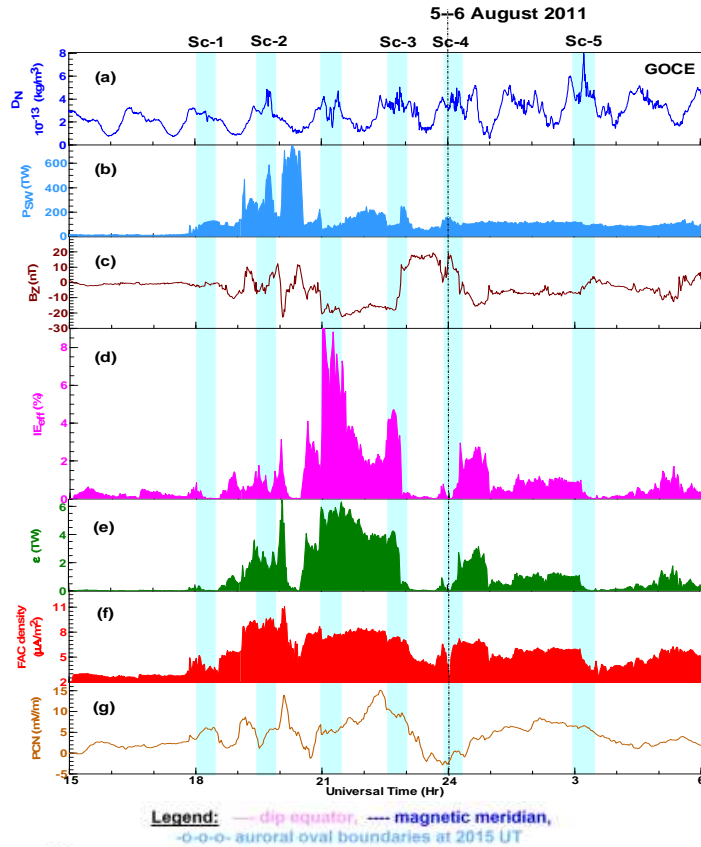 5--6 August 2011
Sc-1 Sc-2 Sc-3 Sc-4 Sc-5
(a) GOCE
D_N
10^-13 (kg/m^3)
8
6
4
2
0
(b)
P_SW (TW)
600
400
200
0
(c)
B_Z (nT)
20
10
0
-10
-20
-30
(d)
IE_eff (%)
8
6
4
2
0
(e)
ε (TW)
6
4
2
0
(f)
FAC density
(μA/m^2)
11
8
5
2
(g)
PCN (mV/m)
15
10
5
0
-5
15 18 21 24 3 6
Universal Time (Hr)
Legend: --- dip equator, ---- magnetic meridian,
-o-o-o- auroral oval boundaries at 2015 UT